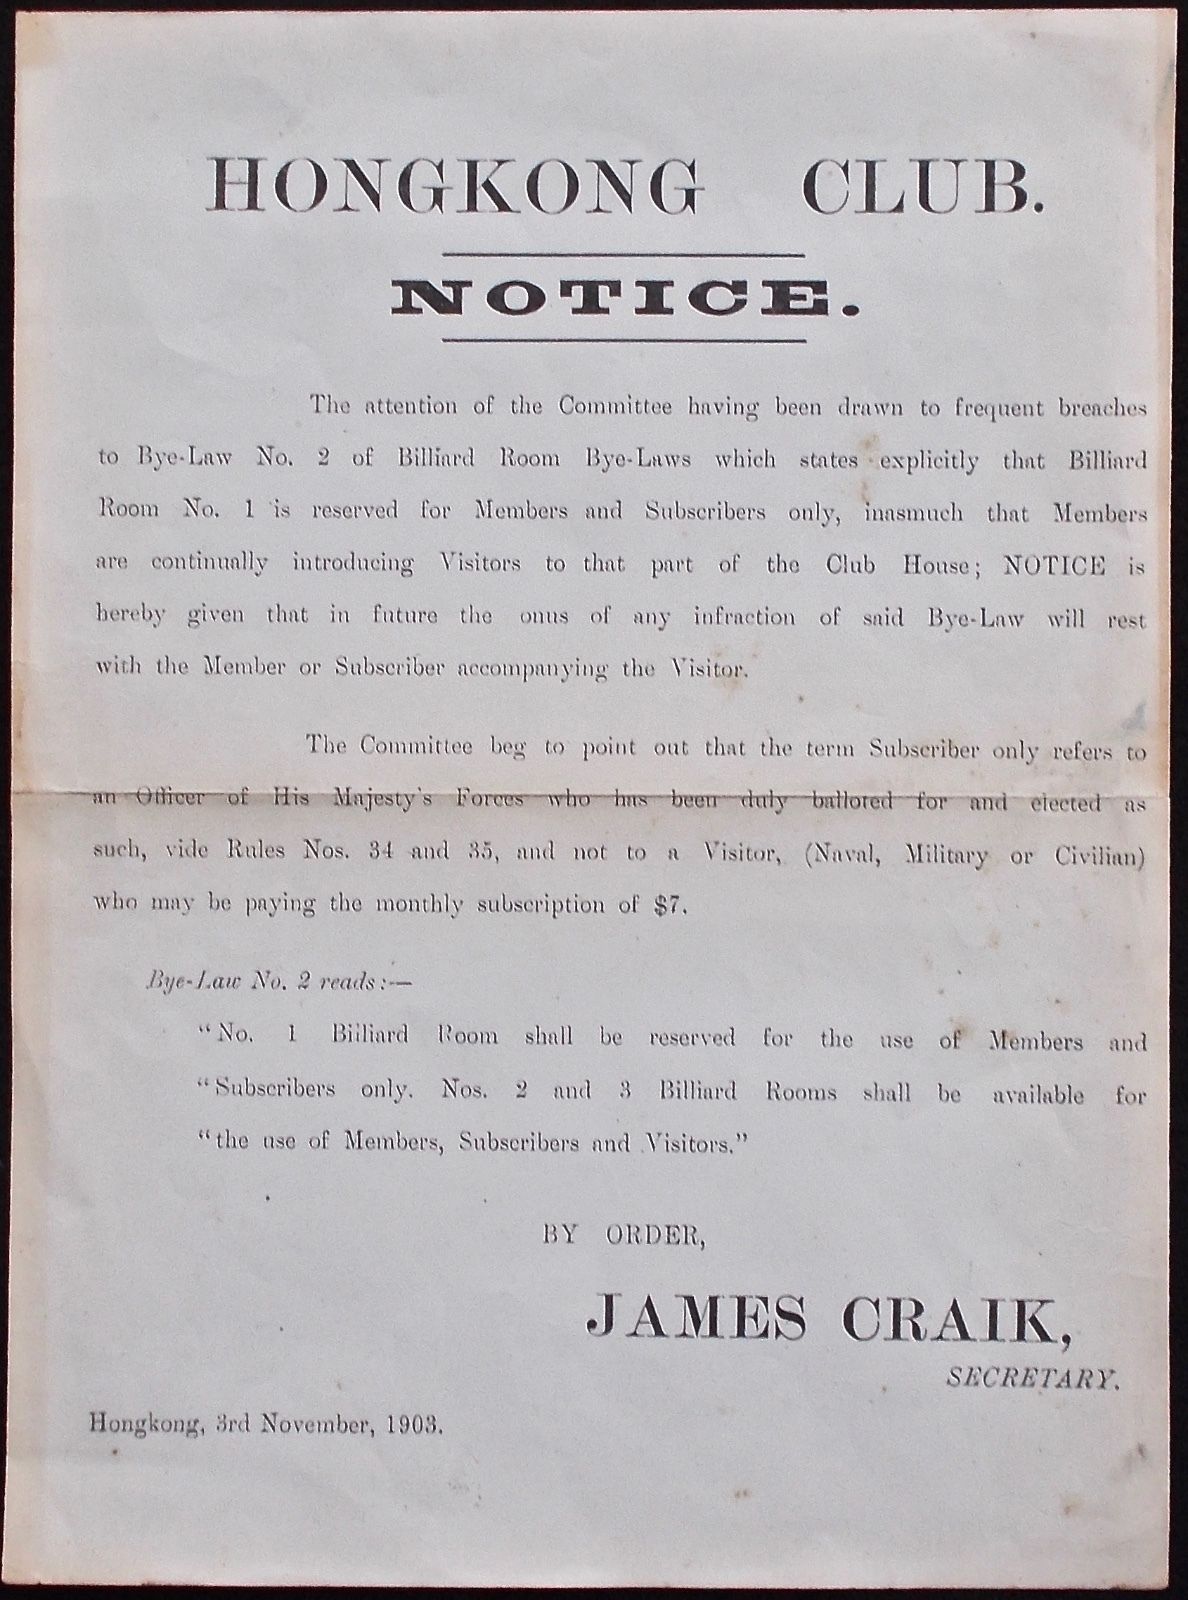 HONGKONG CLUB.
NOTICE.
The attention of the Committee having been drawn to frequent breaches
to Bye-Law No. 2 of Billiard Room Bye-Laws which states explicitly that Billiard
Room No. 1 is reserved for Members and Subscribers only, inasmuch that Members
are continually introducing Visitors to that part of the Club House; NOTICE is
hereby given that in future the onus of any infraction of said Bye-Law will rest
with the Member or Subscriber accompanying the Visitor.
The Committee beg to point out that the term Subscriber only refers to
an Officer of His Majesty's Forces who has been duly balloted for and elected as
such, vide Rules Nos. 34 and 35, and not to a Visitor, (Naval, Military or Civilian)
who may be paying the monthly subscription of $7.
Bye-Law No. 2 reads:—
"No. 1 Billiard Room shall be reserved for the use of Members and
"Subscribers only. Nos. 2 and 3 Billiard Rooms shall be available for
"the use of Members, Subscribers and Visitors."
BY ORDER,
JAMES CRAIK,
SECRETARY.
Hongkong, 3rd November, 1903.